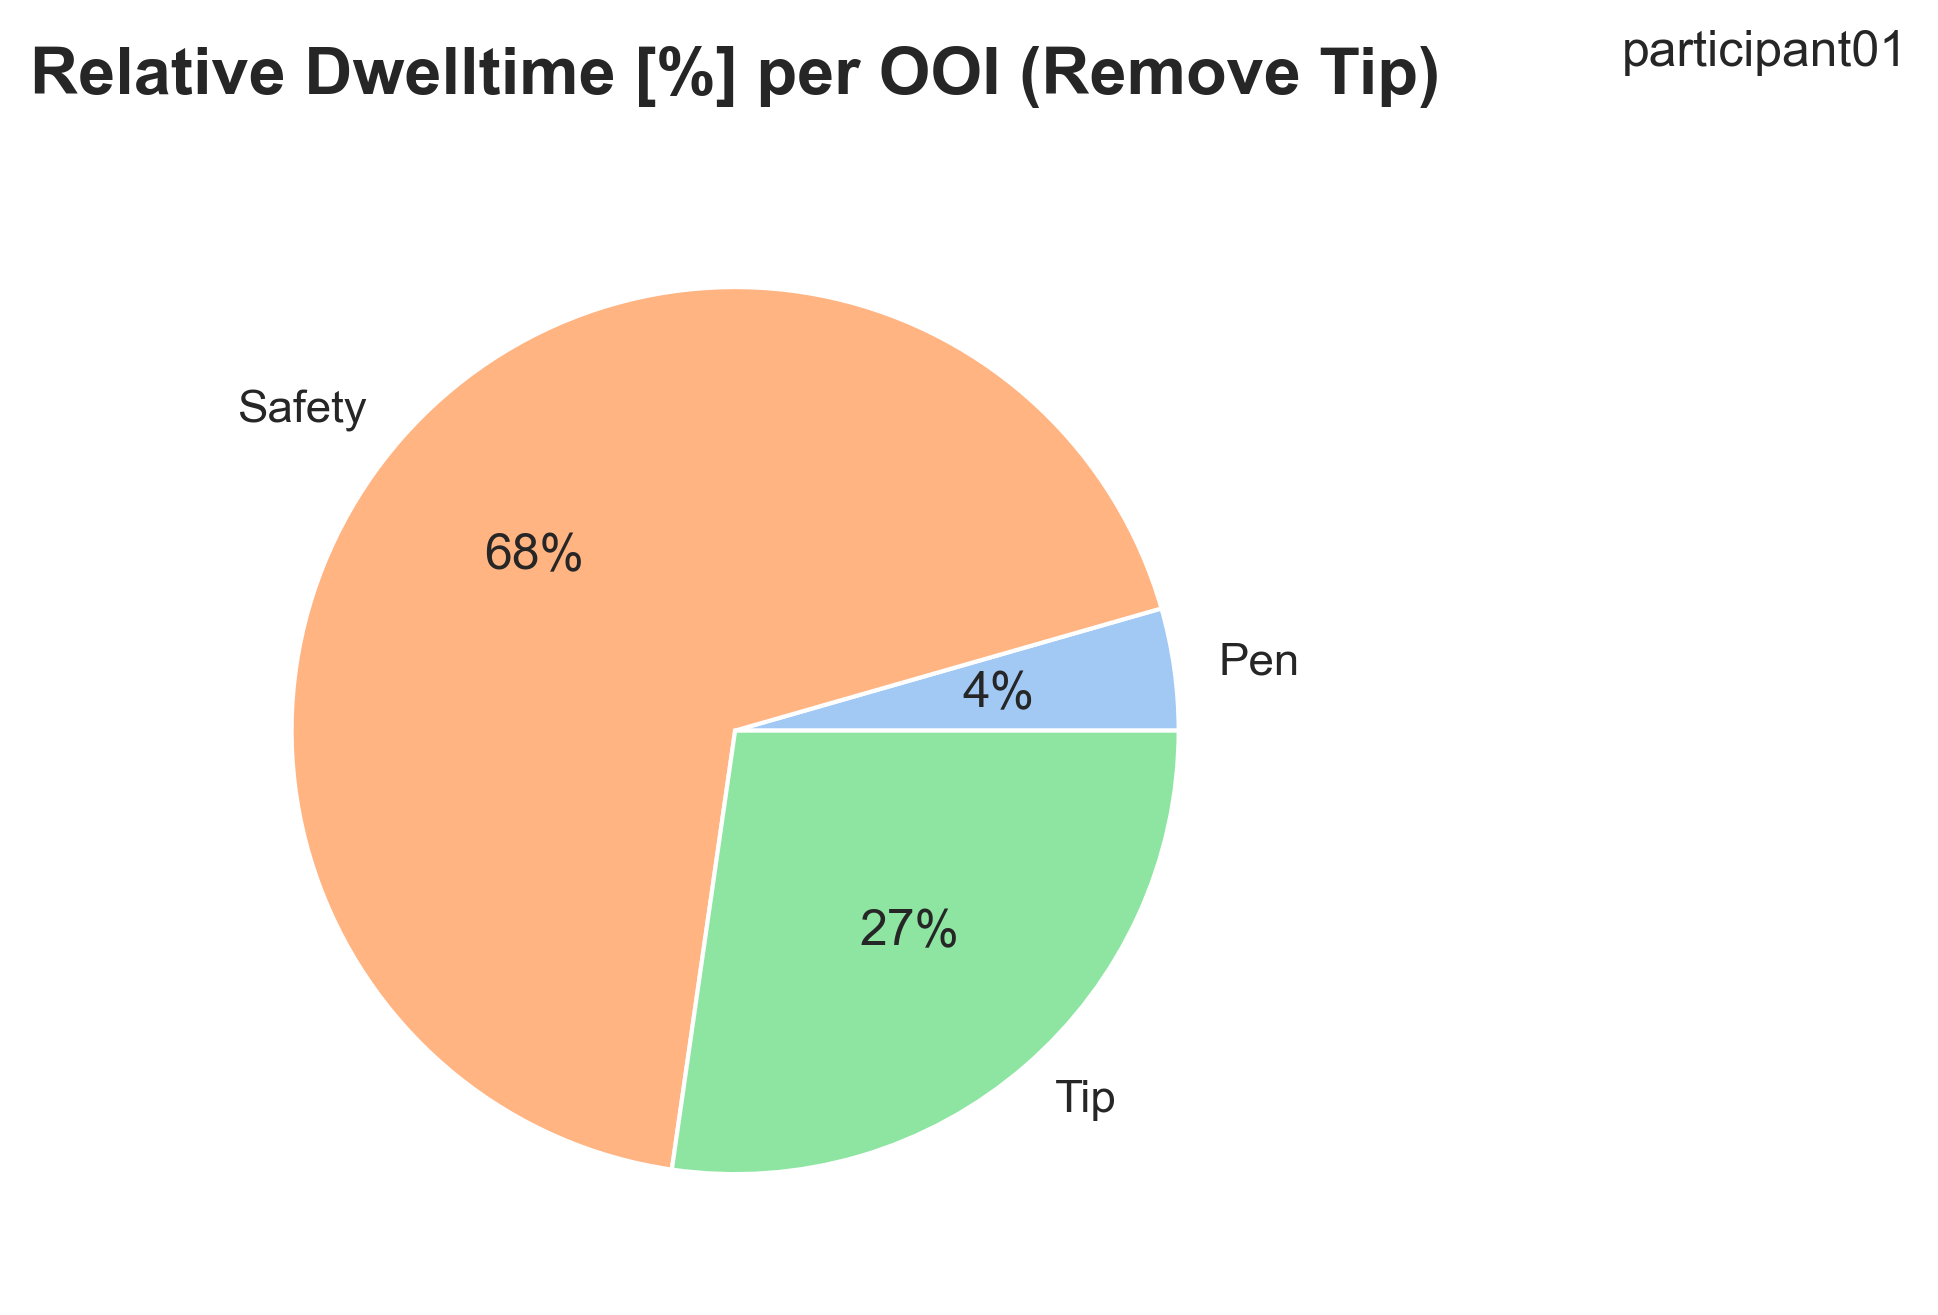 Relative Dwelltime [%] per OOI (Remove Tip)
participant01
Safety
68%
Pen
4%
27%
Tip